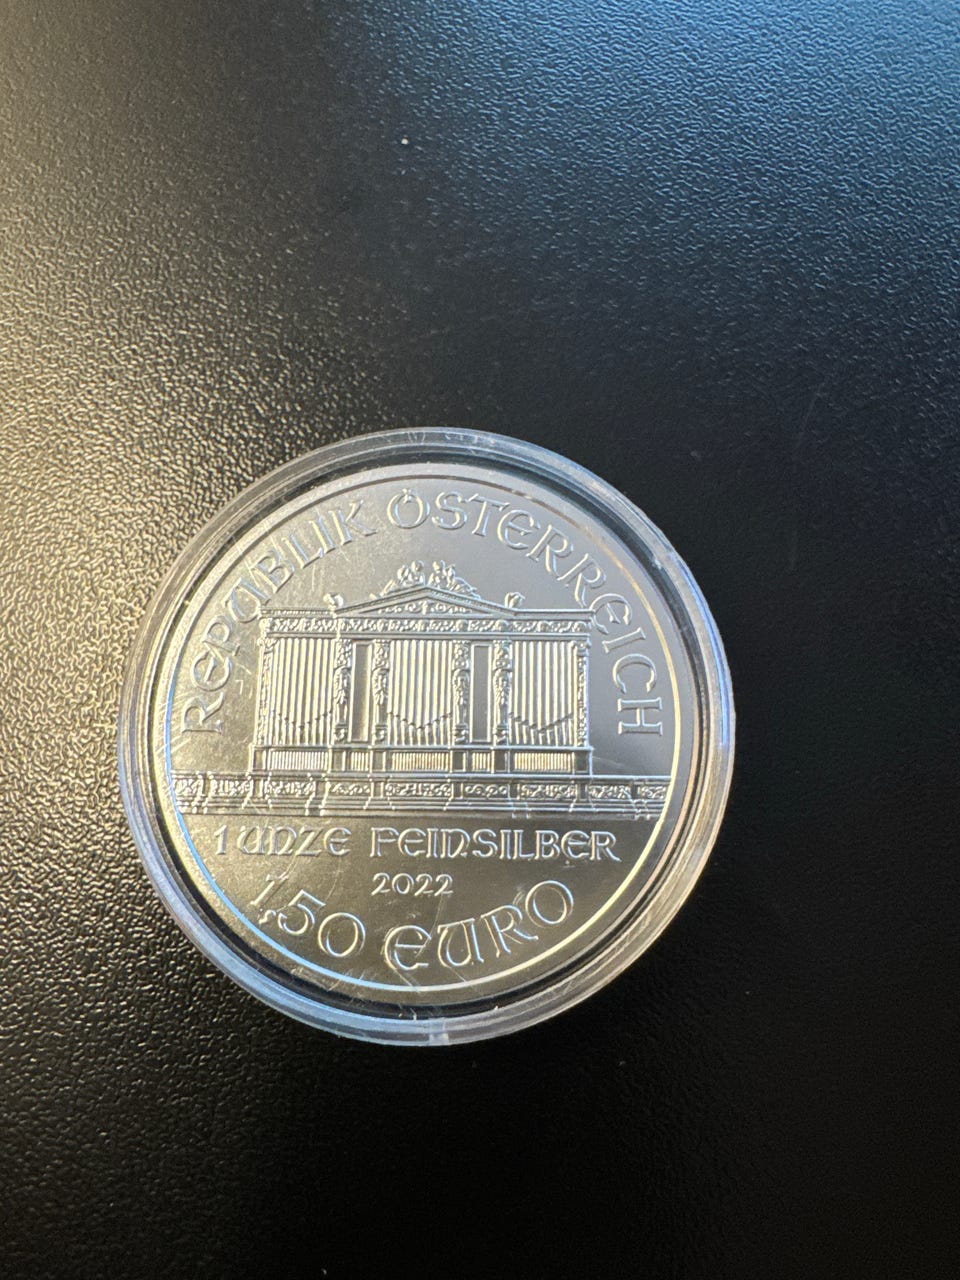 REPUBLIK ÖSTERREICH
1 UNZE FEINSILBER
2022
1,50 EURO